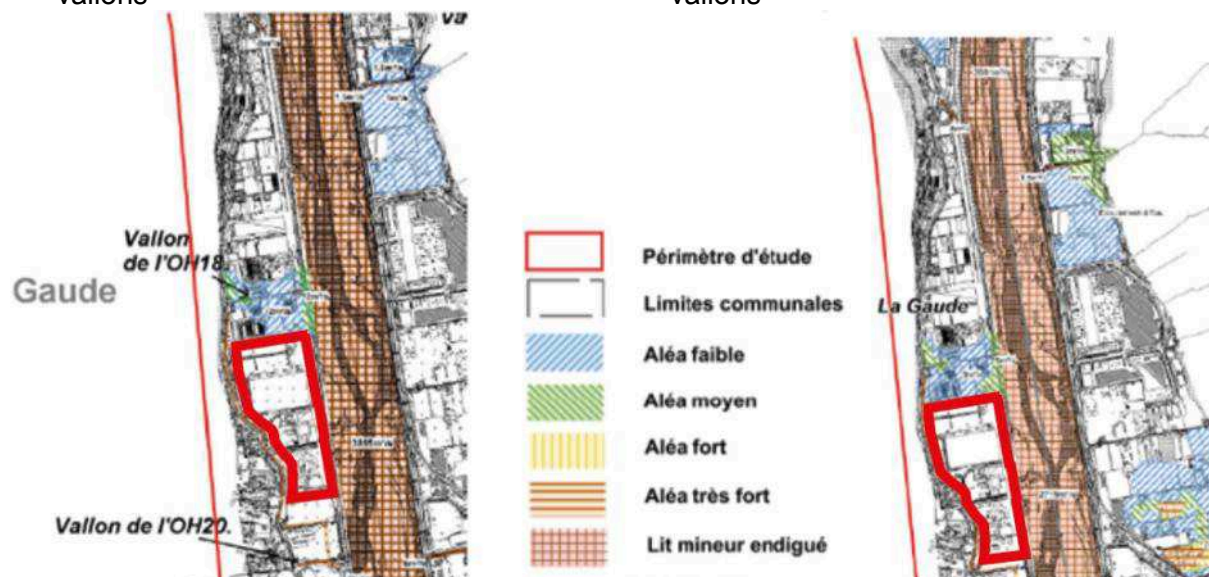 vallons
vallons
Vallon
de l'OH18.
Gaude
Vallon de l'OH20.
Périmètre d'étude
Limites communales
Aléa faible
Aléa moyen
Aléa fort
Aléa très fort
Lit mineur endigué
La Gaude